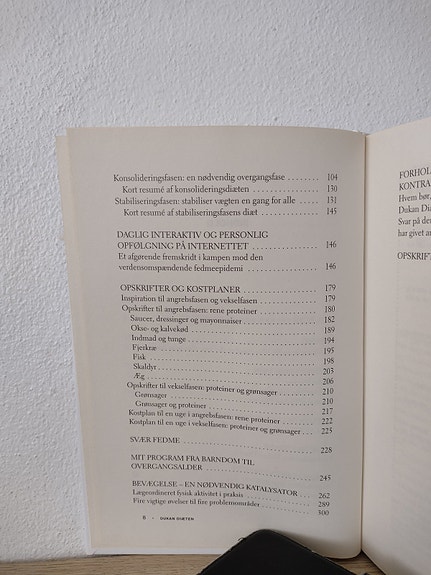 Konsolideringsfasen: en nødvendig overgangsfase ........ 104
Kort resumé af konsolideringsdiæten ............... 130
Stabiliseringsfasen: stabiliser vægten en gang for alle ...... 131
Kort resumé af stabiliseringsfasens diæt ............. 145
DAGLIG INTERAKTIV OG PERSONLIG
OPFØLGNING PÅ INTERNETTET ............ 146
Et afgørende fremskridt i kampen mod den
verdensomspændende fedmeepidemi ............... 146
OPSKRIFTER OG KOSTPLANER ............. 179
Inspiration til angrebsfasen og vekselfasen ............. 179
Opskrifter til angrebsfasen: rene proteiner ............. 180
Saucer, dressinger og mayonnaiser ............... 182
Okse- og kalvekød ............................. 189
Indmad og tunge ............................... 194
Fjerkræ ....................................... 195
Fisk .......................................... 198
Skaldyr ....................................... 203
Æg ............................................ 206
Opskrifter til vekselfasen: proteiner og grønsager ....... 210
Grønsager ..................................... 210
Grønsager og proteiner ......................... 217
Kostplan til en uge i angrebsfasen: rene proteiner ....... 222
Kostplan til en uge i vekselfasen: proteiner og grønsager .. 225
SVÆR FEDME ............................. 228
MIT PROGRAM FRA BARNDOM TIL
OVERGANGSALDER ......................... 245
BEVÆGELSE – EN NØDVENDIG KATALYSATOR .. 262
Lægeordineret fysisk aktivitet i praksis ............... 289
Fire vigtige øvelser til fire problemområder ............ 300
8 • DUKAN DIÆTEN
FORHOL
KONTRA
Hvem bør,
Dukan Dia
Svar på der
har givet an
OPSKRIF